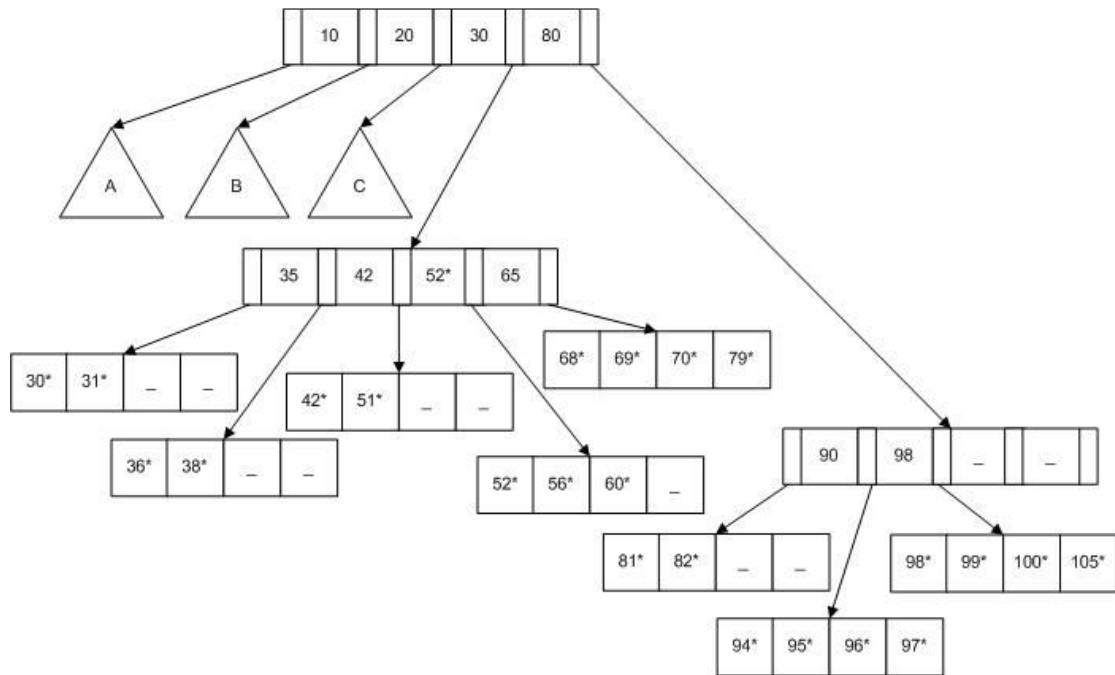 10 20 30 80
A B C
35 42 52* 65
30* 31* _ _
36* 38* _ _
42* 51* _ _
52* 56* 60* _
68* 69* 70* 79*
90 98 _ _
81* 82* _ _
94* 95* 96* 97*
98* 99* 100* 105*